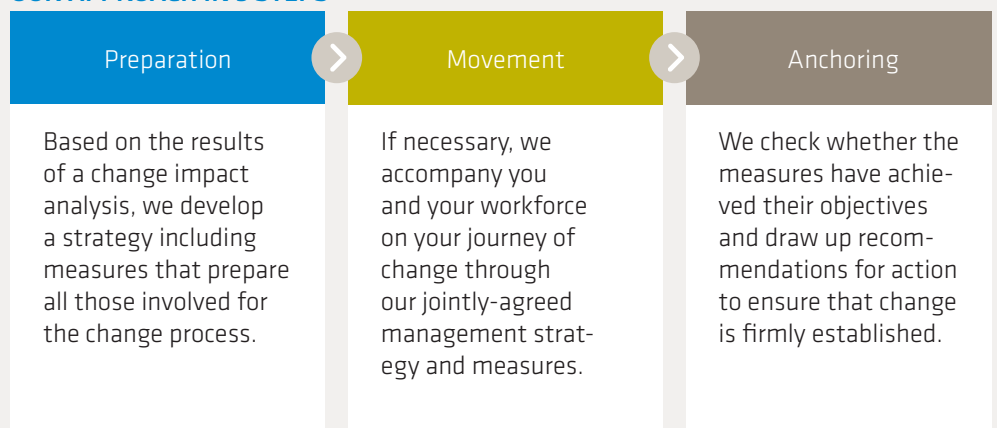 Preparation
Based on the results
of a change impact
analysis, we develop
a strategy including
measures that prepare
all those involved for
the change process.
Movement
If necessary, we
accompany you
and your workforce
on your journey of
change through
our jointly-agreed
management strat-
egy and measures.
Anchoring
We check whether the
measures have achie-
ved their objectives
and draw up recom-
mendations for action
to ensure that change
is firmly established.